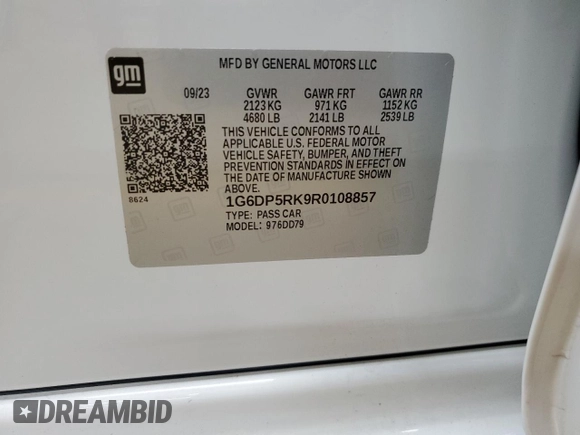 gm
MFD BY GENERAL MOTORS LLC
09/23 GVWR GAWR FRT GAWR RR
2123 KG 971 KG 1152 KG
4680 LB 2141 LB 2539 LB
THIS VEHICLE CONFORMS TO ALL
APPLICABLE U.S. FEDERAL MOTOR
VEHICLE SAFETY, BUMPER, AND THEFT
PREVENTION STANDARDS IN EFFECT
ON THE DATE OF MANUFACTURE SHOWN
ABOVE.
8624
1G6DP5RK9R0108857
TYPE: PASS CAR
MODEL: 976DD79
DREAMBID